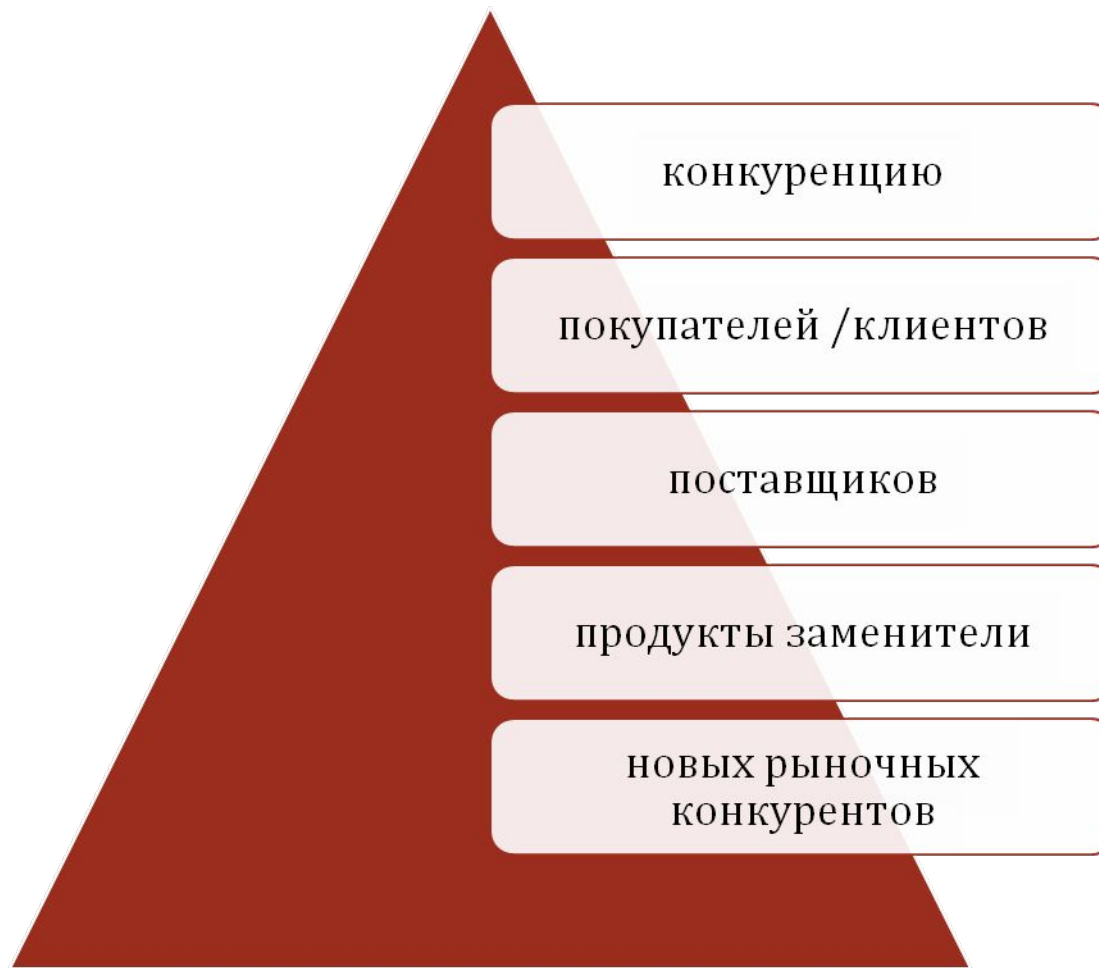 конкуренцию
покупателей /клиентов
поставщиков
продукты заменители
новых рыночных
конкурентов